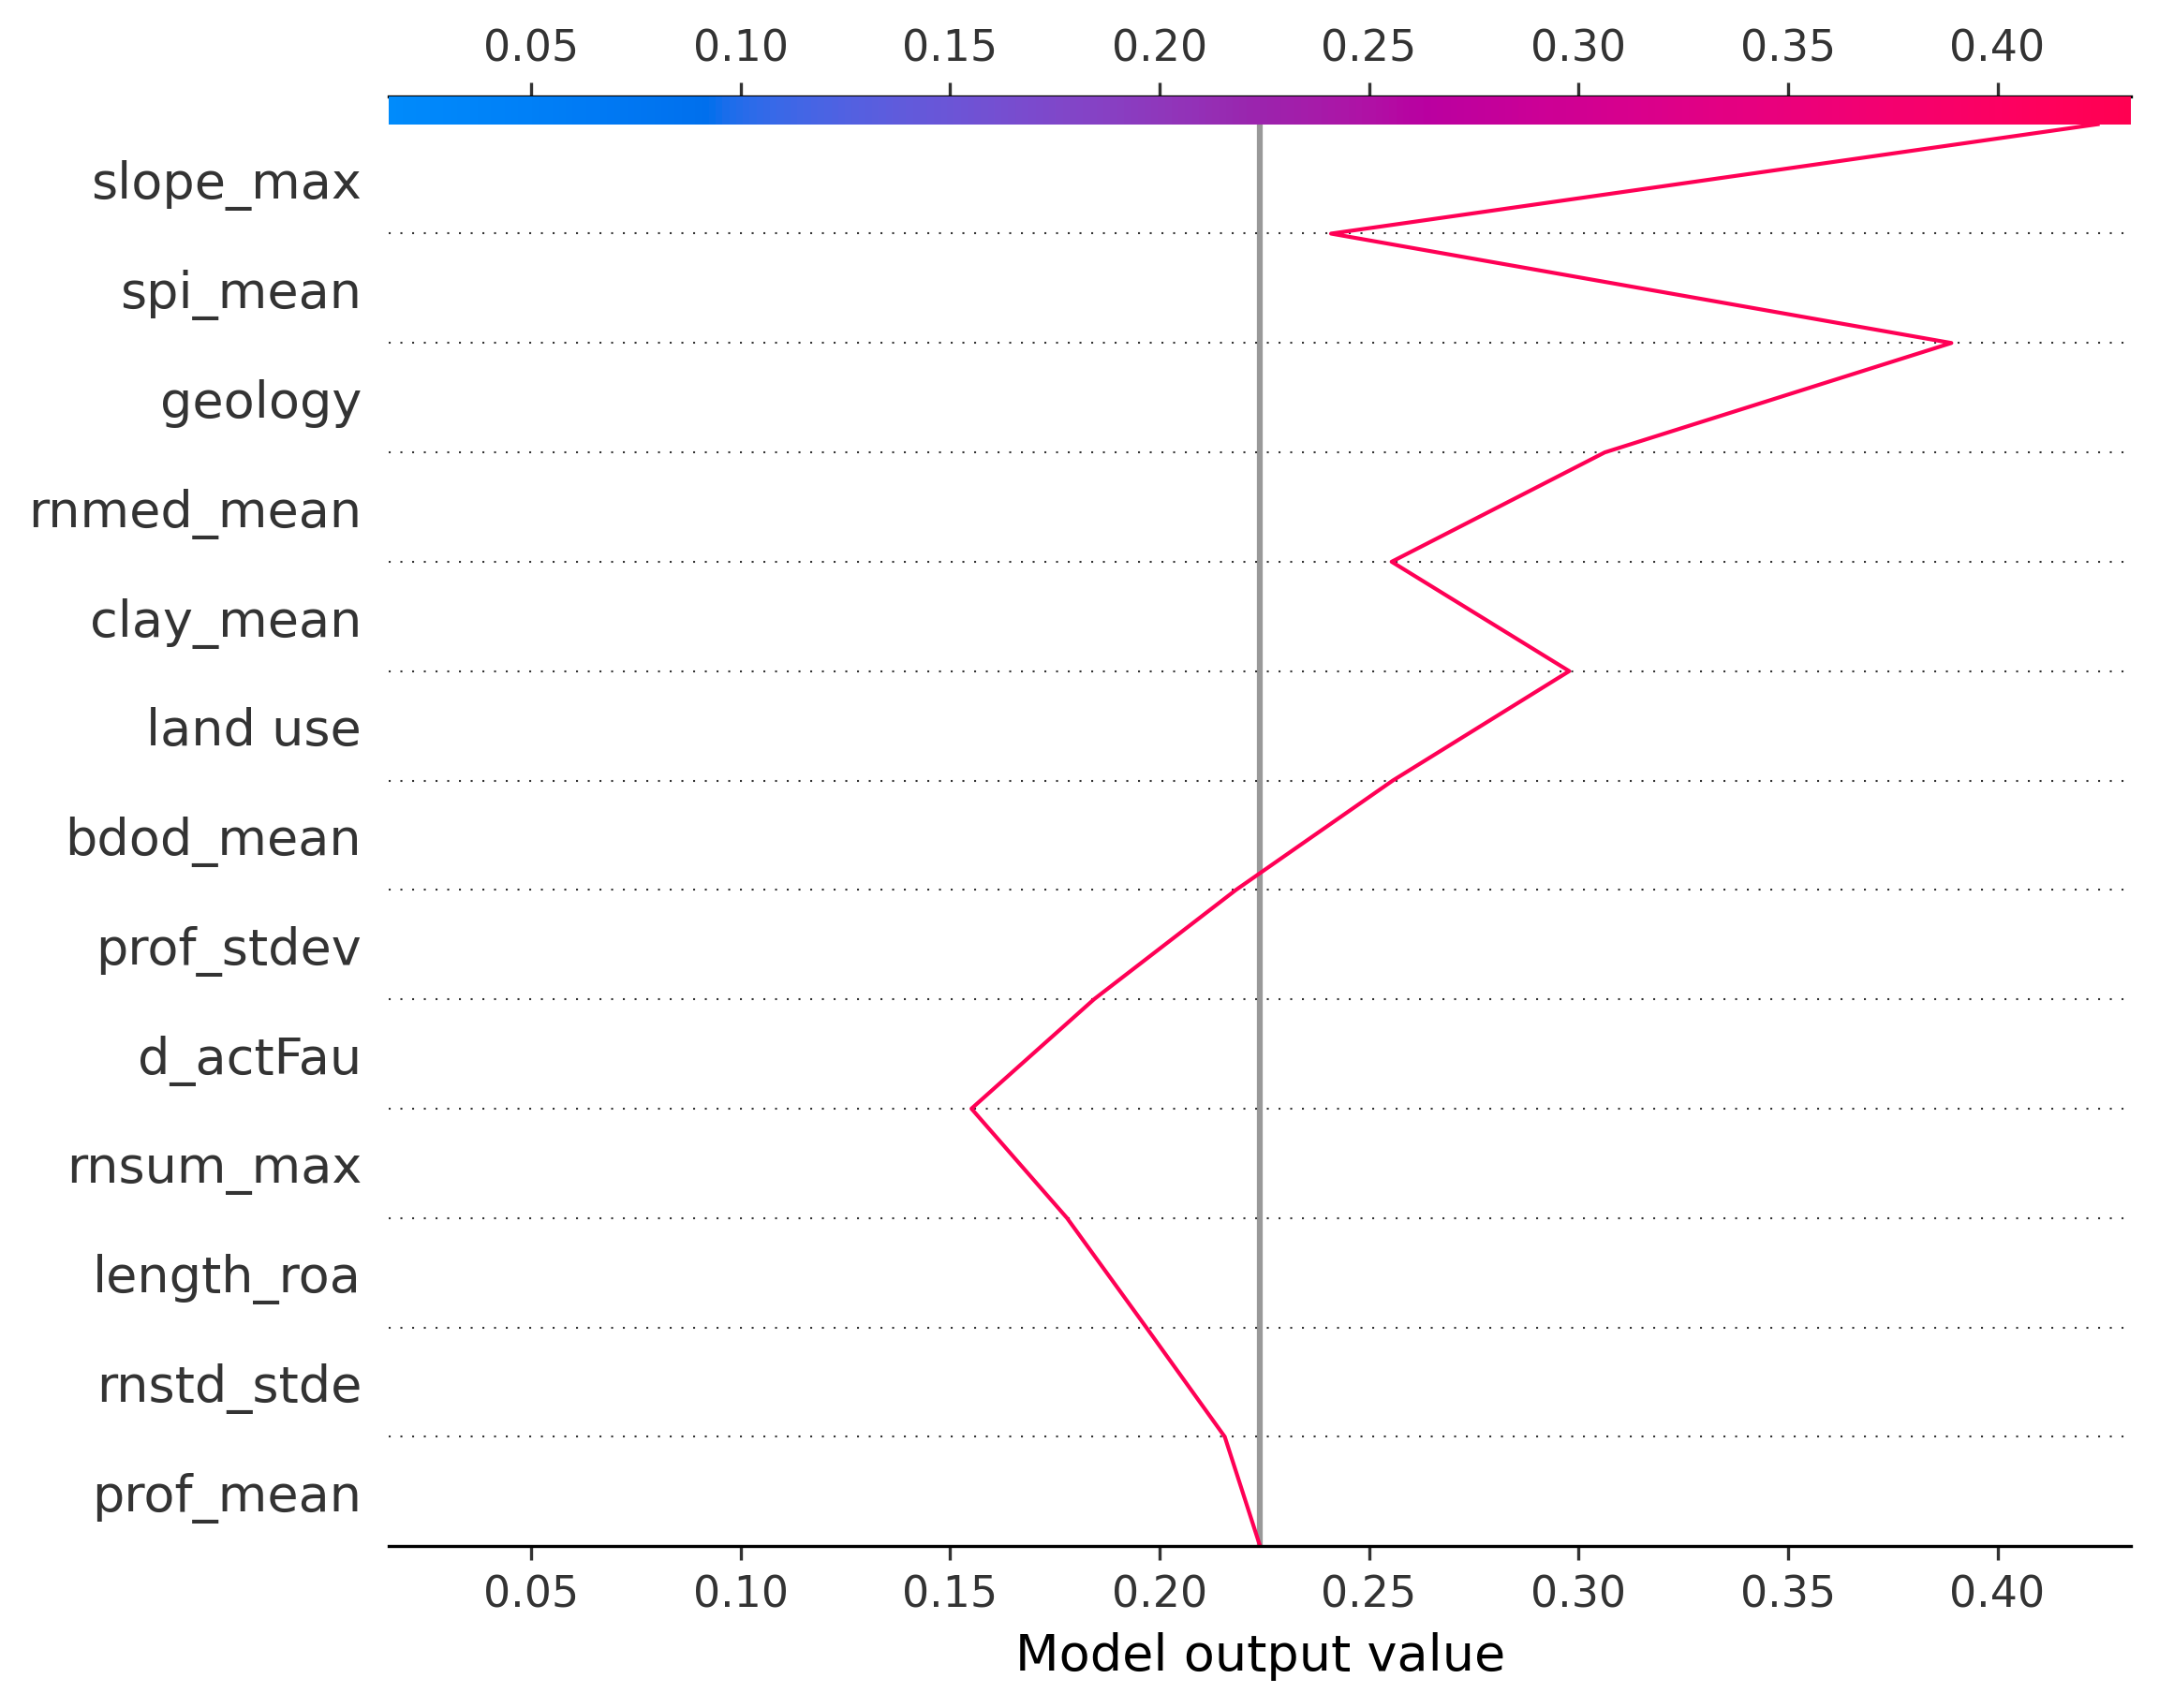 0.05 0.10 0.15 0.20 0.25 0.30 0.35 0.40
slope_max
spi_mean
geology
rnmed_mean
clay_mean
land use
bdod_mean
prof_stdev
d_actFau
rnsum_max
length_roa
rnstd_stde
prof_mean
0.05 0.10 0.15 0.20 0.25 0.30 0.35 0.40
Model output value